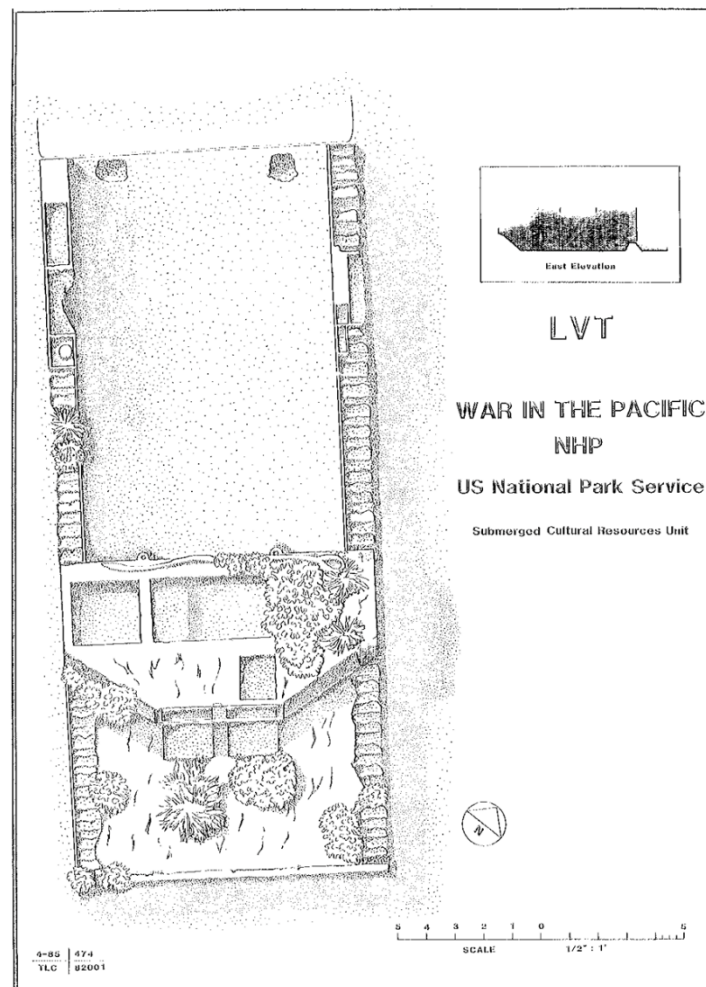 East Elevation
LVT
WAR IN THE PACIFIC
NHP
US National Park Service
Submerged Cultural Resources Unit
N
5 4 3 2 1 0 5
SCALE 1/2" : 1'
4-85 474
TLC 82001